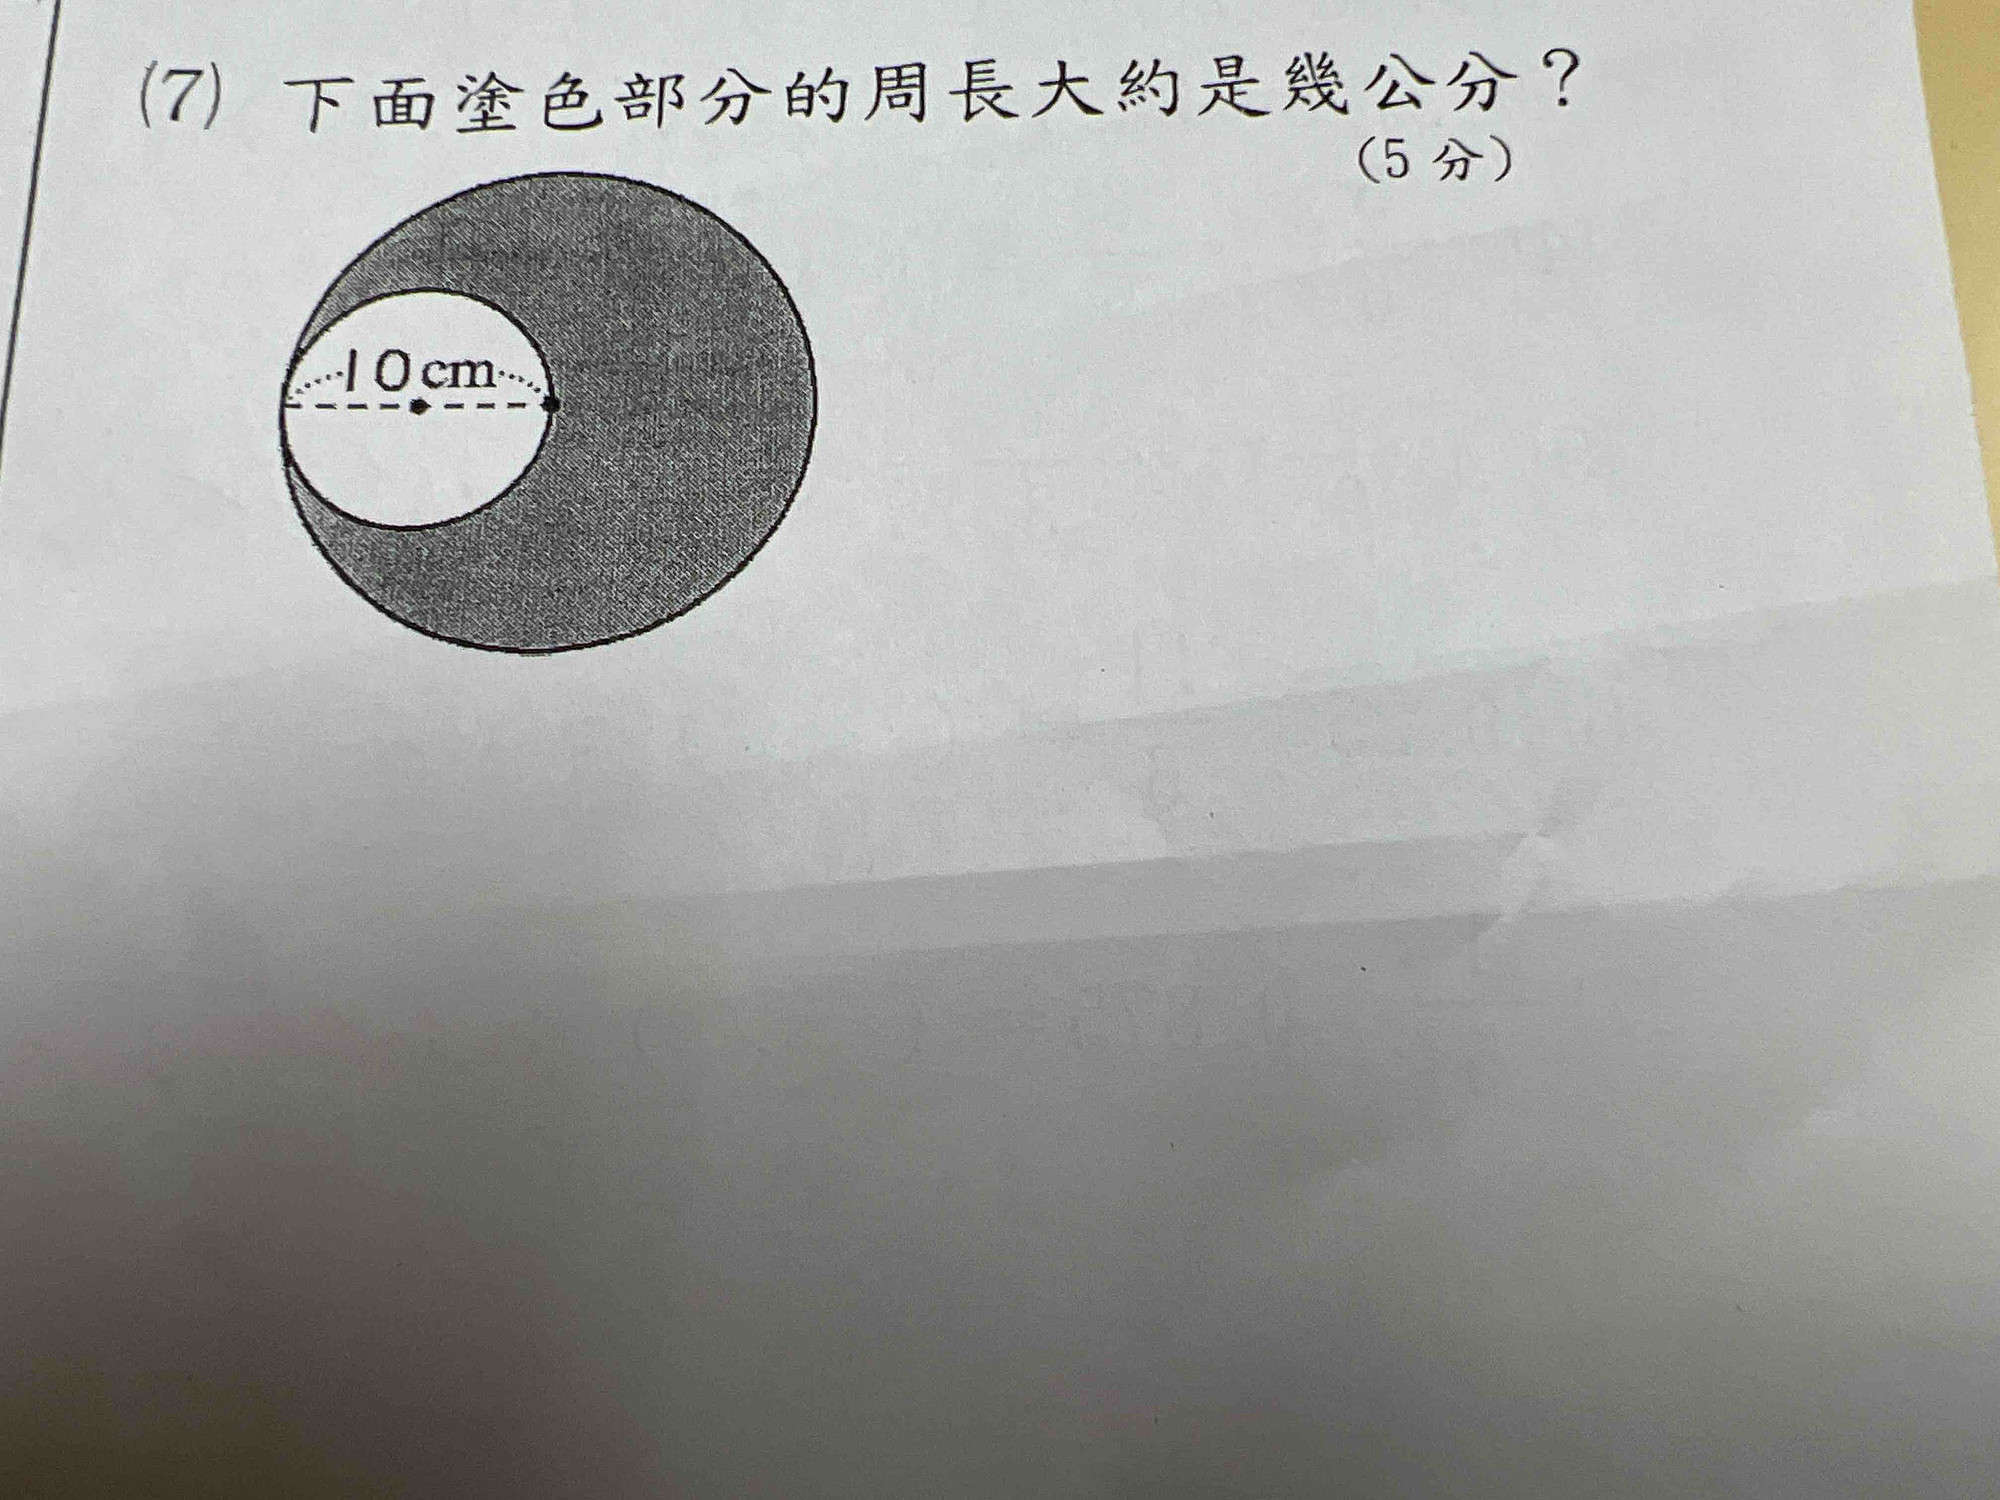 (7) 下面塗色部分的周長大約是幾公分？
(5 分)
10cm